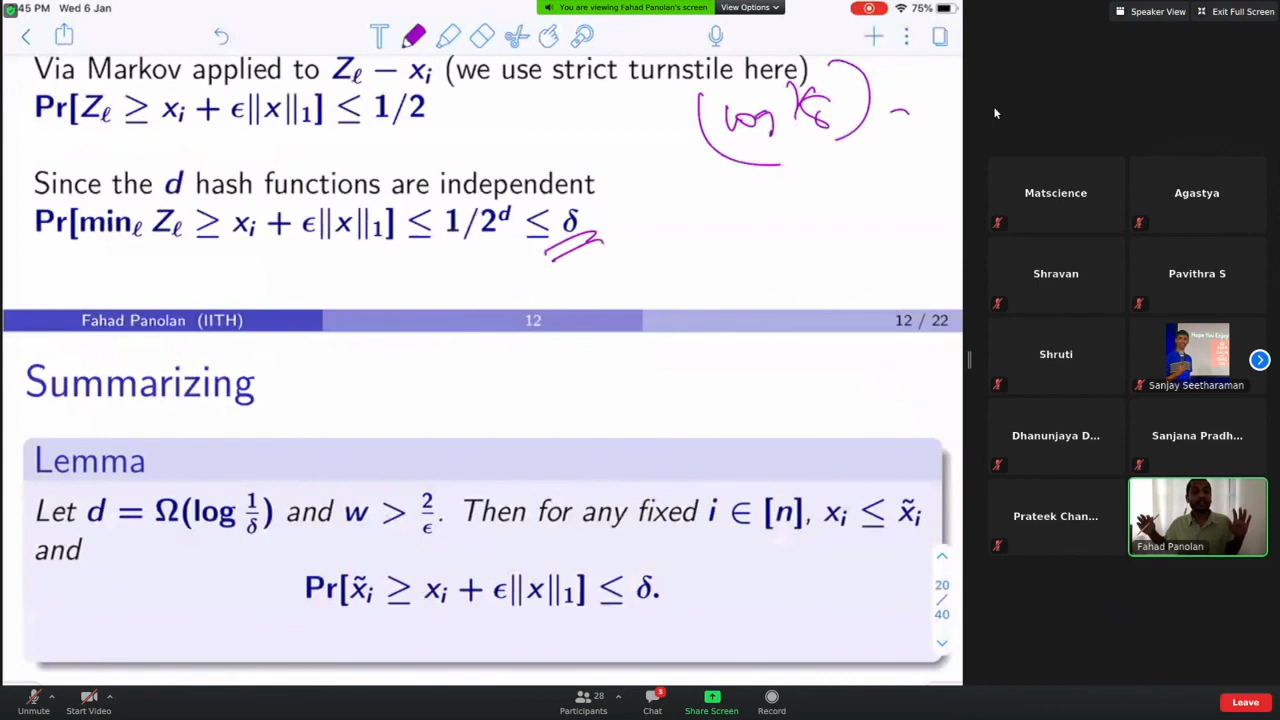 :45 PM Wed 6 Jan
You are viewing Fahad Panolan's screen
View Options
75%
Speaker View
Exit Full Screen
Via Markov applied to Zℓ − xi (we use strict turnstile here)
Pr[Zℓ ≥ xi + ϵ‖x‖1] ≤ 1/2
(log 1/δ)
Since the d hash functions are independent
Pr[minℓ Zℓ ≥ xi + ϵ‖x‖1] ≤ 1/2^d ≤ δ
Fahad Panolan (IITH) 12 12 / 22
Summarizing
Lemma
Let d = Ω(log 1/δ) and w > 2/ϵ. Then for any fixed i ∈ [n], xi ≤ x̃i
and
Pr[x̃i ≥ xi + ϵ‖x‖1] ≤ δ.
20
/
40
Matscience
Agastya
Shravan
Pavithra S
Shruti
Hope You Enjoy
Sanjay Seetharaman
Dhanunjaya D...
Sanjana Pradh...
Prateek Chan...
Fahad Panolan
Unmute
Start Video
28
Participants
3
Chat
Share Screen
Record
Leave